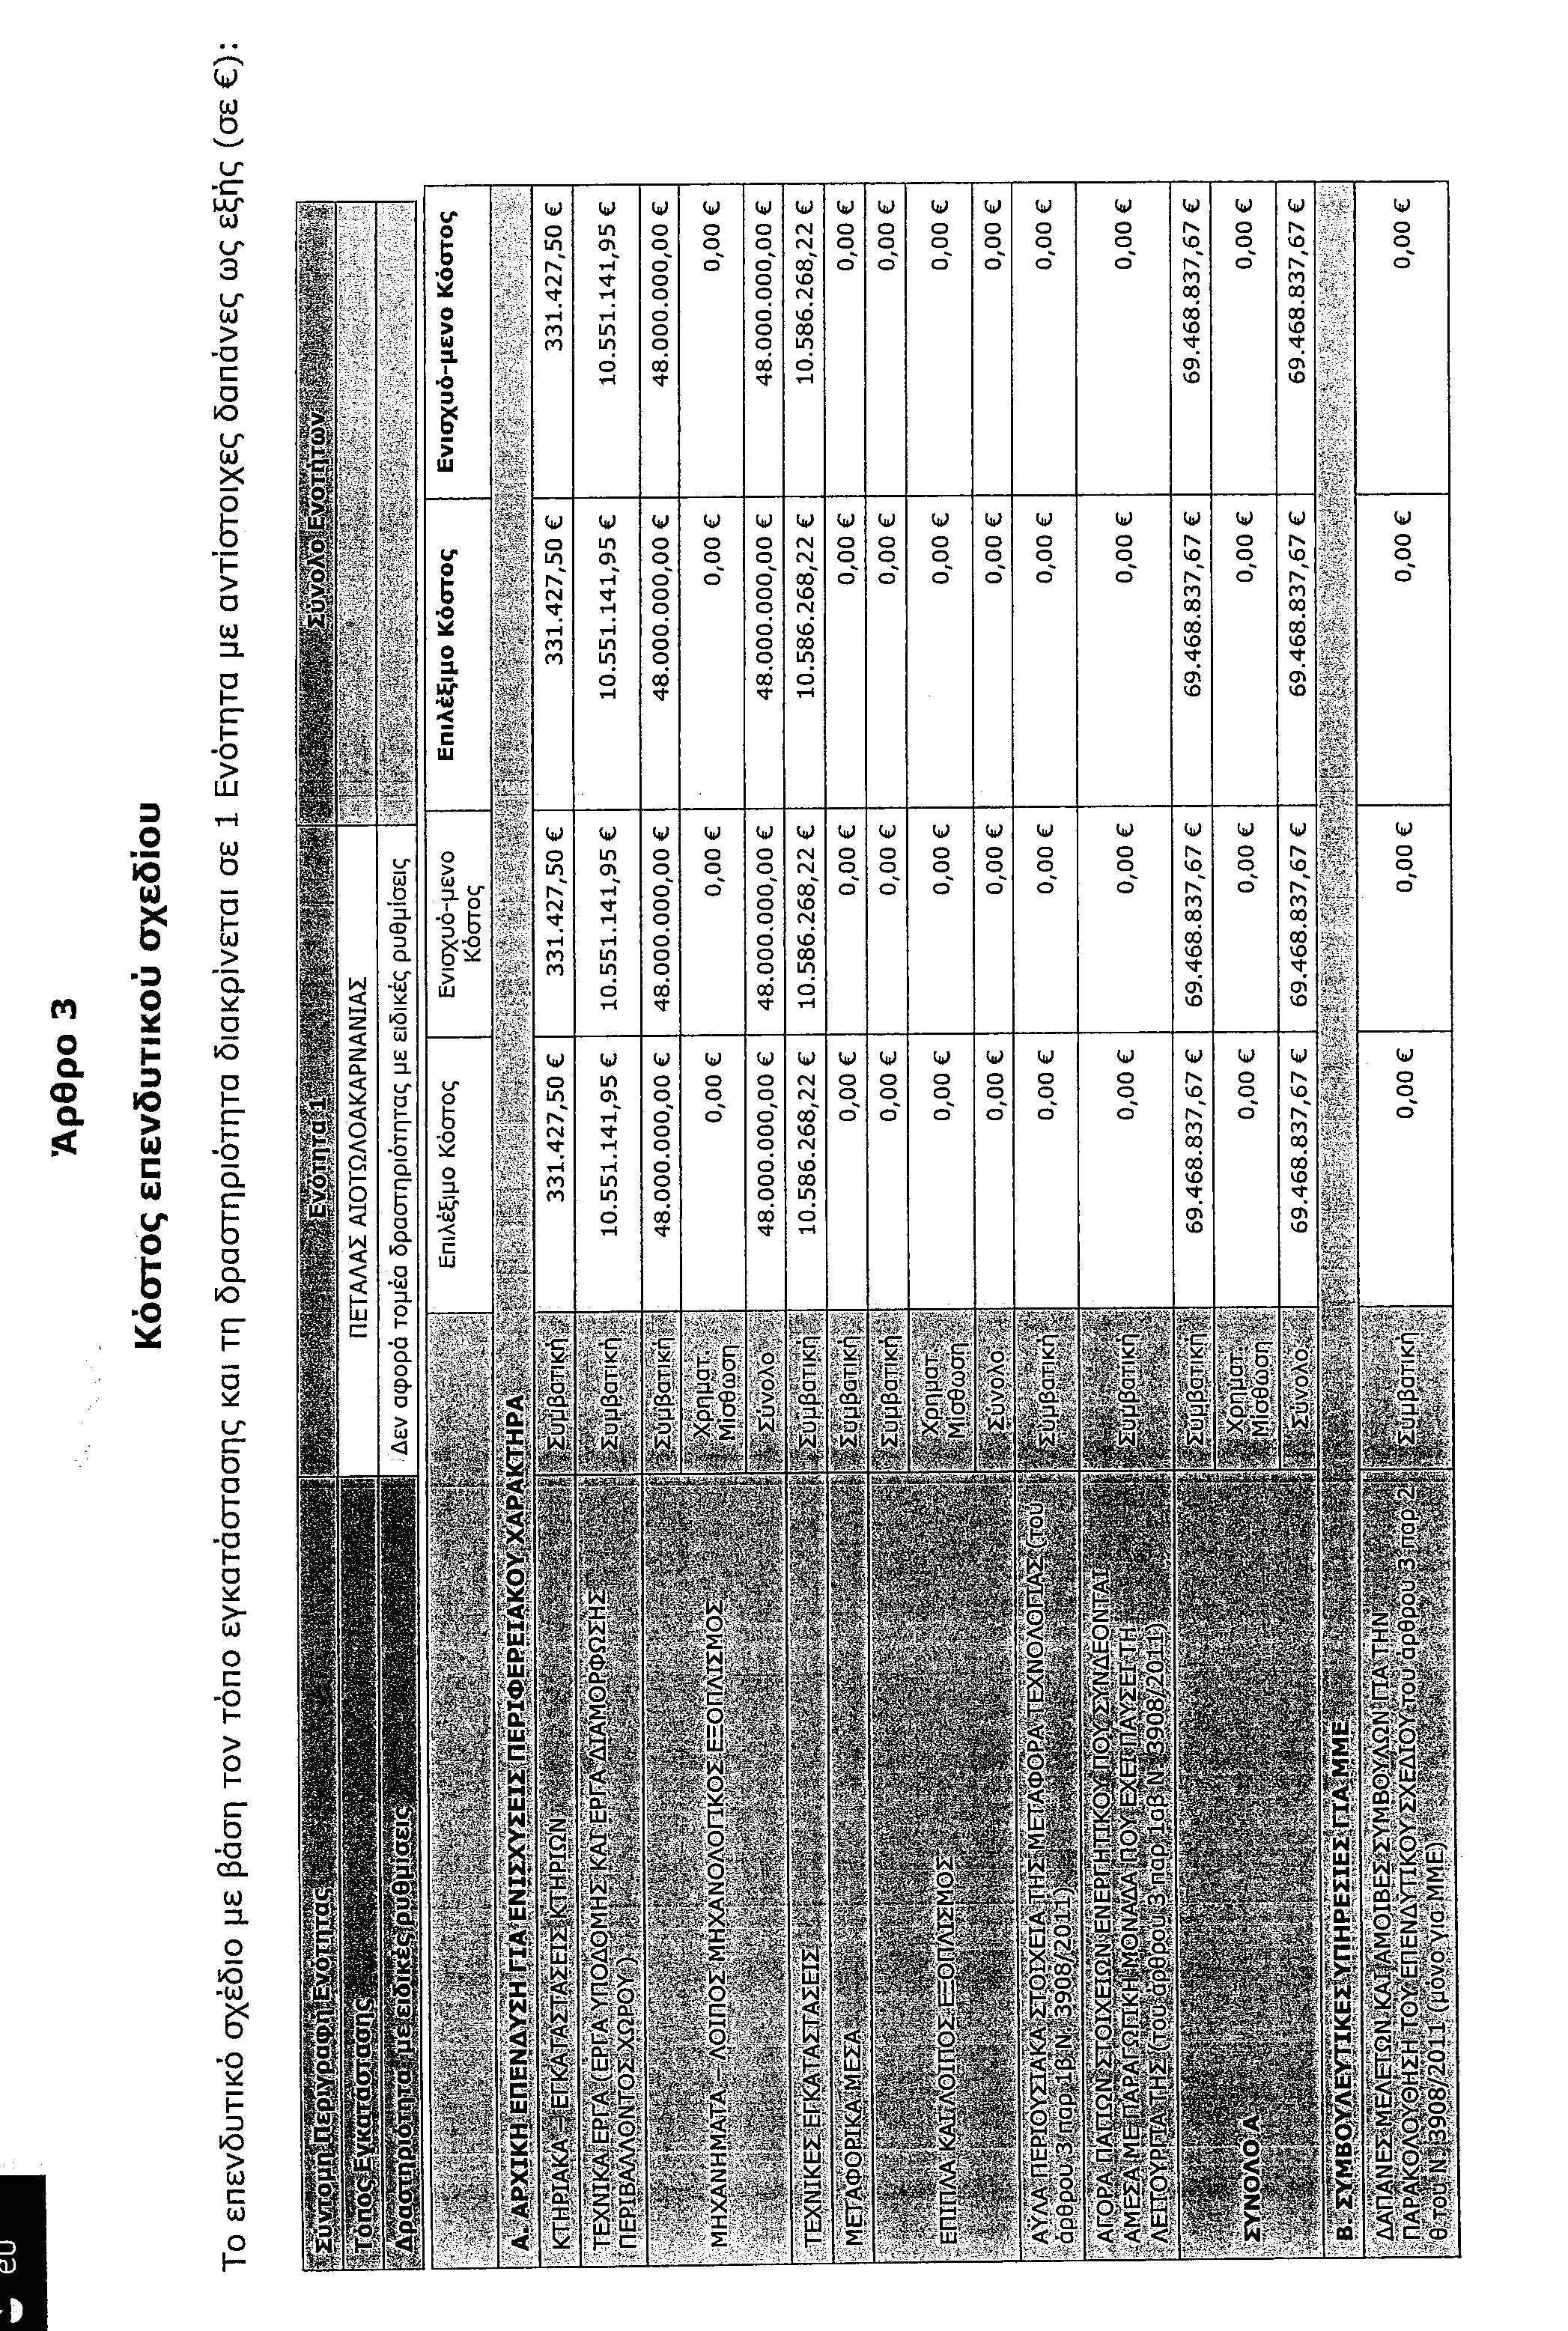 Άρθρο 3
Κόστος επενδυτικού σχεδίου
Το επενδυτικό σχέδιο με βάση τον τόπο εγκατάστασης και τη δραστηριότητα διακρίνεται σε 1 Ενότητα με αντίστοιχες δαπάνες ως εξής (σε €):
Σύντομη Περιγραφή Ενότητας Ενότητα 1 Σύνολο Ενοτήτων
Τόπος Εγκατάστασης ΠΕΤΑΛΑΣ ΑΙΟΤΩΛΟΑΚΑΡΝΑΝΙΑΣ
Δραστηριότητα με ειδικές ρυθμίσεις Δεν αφορά τομέα δραστηριότητας με ειδικές ρυθμίσεις
Επιλέξιμο Κόστος Ενισχυό-μενο Κόστος Επιλέξιμο Κόστος Ενισχυό-μενο Κόστος
Α. ΑΡΧΙΚΗ ΕΠΕΝΔΥΣΗ ΓΙΑ ΕΝΙΣΧΥΣΕΙΣ ΠΕΡΙΦΕΡΕΙΑΚΟΥ ΧΑΡΑΚΤΗΡΑ
ΚΤΗΡΙΑΚΑ – ΕΓΚΑΤΑΣΤΑΣΕΙΣ ΚΤΗΡΙΩΝ Συμβατική 331.427,50 € 331.427,50 € 331.427,50 € 331.427,50 €
ΤΕΧΝΙΚΑ ΕΡΓΑ (ΕΡΓΑ ΥΠΟΔΟΜΗΣ ΚΑΙ ΕΡΓΑ ΔΙΑΜΟΡΦΩΣΗΣ
ΠΕΡΙΒΑΛΛΟΝΤΟΣ ΧΩΡΟΥ ) Συμβατική 10.551.141,95 € 10.551.141,95 € 10.551.141,95 € 10.551.141,95 €
ΜΗΧΑΝΗΜΑΤΑ – ΛΟΙΠΟΣ ΜΗΧΑΝΟΛΟΓΙΚΟΣ ΕΞΟΠΛΙΣΜΟΣ
Συμβατική 48.000.000,00 € 48.000.000,00 € 48.000.000,00 € 48.000.000,00 €
Χρηματ. Μίσθωση 0,00 € 0,00 € 0,00 € 0,00 €
Σύνολο 48.000.000,00 € 48.000.000,00 € 48.000.000,00 € 48.000.000,00 €
ΤΕΧΝΙΚΕΣ ΕΓΚΑΤΑΣΤΑΣΕΙΣ Συμβατική 10.586.268,22 € 10.586.268,22 € 10.586.268,22 € 10.586.268,22 €
ΜΕΤΑΦΟΡΙΚΑ ΜΕΣΑ Συμβατική 0,00 € 0,00 € 0,00 € 0,00 €
ΕΠΙΠΛΑ ΚΑΙ ΛΟΙΠΟΣ ΕΞΟΠΛΙΣΜΟΣ
Συμβατική 0,00 € 0,00 € 0,00 € 0,00 €
Χρηματ. Μίσθωση 0,00 € 0,00 € 0,00 € 0,00 €
Σύνολο 0,00 € 0,00 € 0,00 € 0,00 €
ΑΥΛΑ ΠΕΡΙΟΥΣΙΑΚΑ ΣΤΟΙΧΕΙΑ ΤΗΣ ΜΕΤΑΦΟΡΑ ΤΕΧΝΟΛΟΓΙΑΣ (του
άρθρου 3 παρ 1β Ν. 3908/2011) Συμβατική 0,00 € 0,00 € 0,00 € 0,00 €
ΑΓΟΡΑ ΠΑΓΙΩΝ ΣΤΟΙΧΕΙΩΝ ΕΝΕΡΓΗΤΙΚΟΥ ΠΟΥ ΣΥΝΔΕΟΝΤΑΙ
ΑΜΕΣΑ ΜΕ ΠΑΡΑΓΩΓΙΚΗ ΜΟΝΑΔΑ ΠΟΥ ΕΧΕΙ ΠΑΥΣΕΙ ΤΗ
ΛΕΙΤΟΥΡΓΙΑ ΤΗΣ (του άρθρου 3 παρ 1αβ Ν. 3908/2011) Συμβατική 0,00 € 0,00 € 0,00 € 0,00 €
ΣΥΝΟΛΟ Α
Συμβατική 69.468.837,67 € 69.468.837,67 € 69.468.837,67 € 69.468.837,67 €
Χρηματ. Μίσθωση 0,00 € 0,00 € 0,00 € 0,00 €
Σύνολο 69.468.837,67 € 69.468.837,67 € 69.468.837,67 € 69.468.837,67 €
Β. ΣΥΜΒΟΥΛΕΥΤΙΚΕΣ ΥΠΗΡΕΣΙΕΣ ΓΙΑ ΜΜΕ
ΔΑΠΑΝΕΣ ΜΕΛΕΤΩΝ ΚΑΙ ΑΜΟΙΒΕΣ ΣΥΜΒΟΥΛΩΝ ΓΙΑ ΤΗΝ
ΠΑΡΑΚΟΛΟΥΘΗΣΗ ΤΟΥ ΕΠΕΝΔΥΤΙΚΟΥ ΣΧΕΔΙΟΥ του άρθρου 3 παρ 2
θ του Ν. 3908/2011 (μόνο για ΜΜΕ) Συμβατική 0,00 € 0,00 € 0,00 € 0,00 €